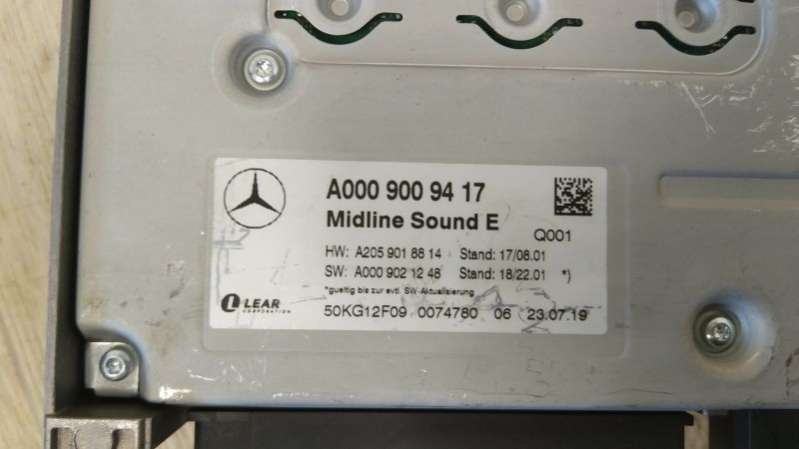 A000 900 94 17
Midline Sound E
Q001
HW: A205 901 88 14 Stand: 17/08.01
SW: A000 902 12 48 Stand: 18/22.01 *)
*gueltig bis zur evtl. SW-Aktualisierung
LEAR
CORPORATION
50KG12F09 0074780 06 23.07.19